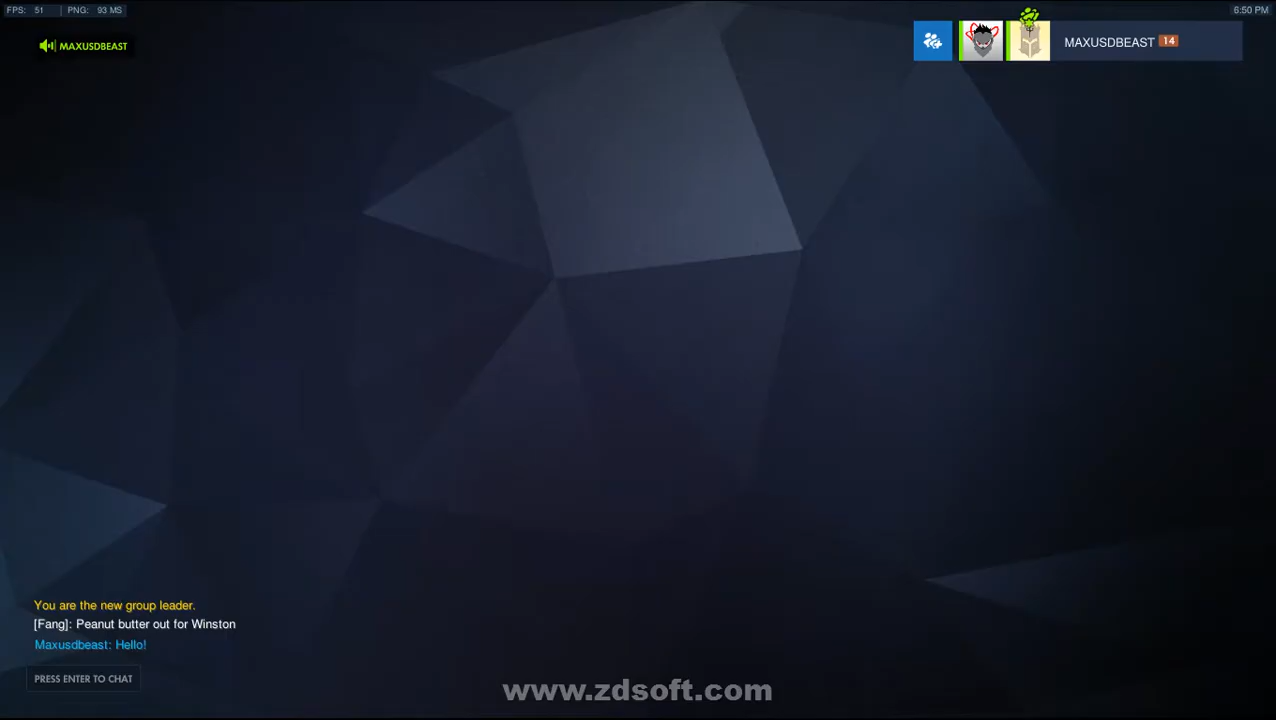 FPS: 51 | PNG: 93 MS
6:50 PM
MAXUSDBEAST
MAXUSDBEAST 14
You are the new group leader.
[Fang]: Peanut butter out for Winston
Maxusdbeast: Hello!
PRESS ENTER TO CHAT
www.zdsoft.com